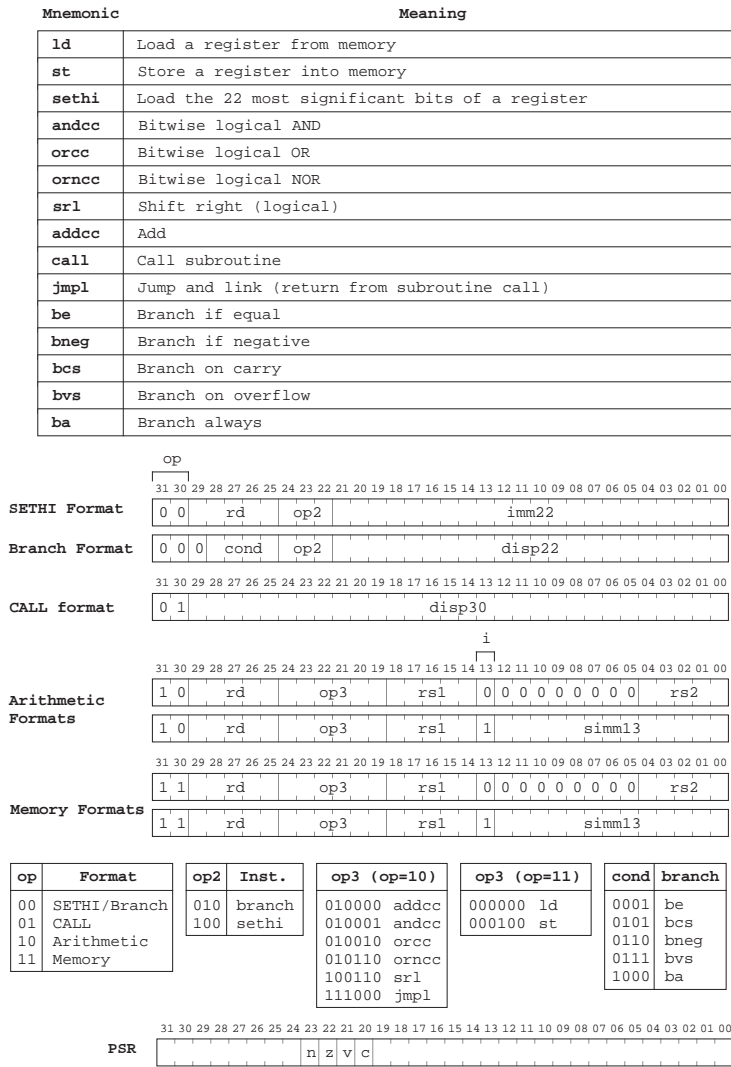 Mnemonic Meaning
ld Load a register from memory
st Store a register into memory
sethi Load the 22 most significant bits of a register
andcc Bitwise logical AND
orcc Bitwise logical OR
orncc Bitwise logical NOR
srl Shift right (logical)
addcc Add
call Call subroutine
jmpl Jump and link (return from subroutine call)
be Branch if equal
bneg Branch if negative
bcs Branch on carry
bvs Branch on overflow
ba Branch always
op
31 30 29 28 27 26 25 24 23 22 21 20 19 18 17 16 15 14 13 12 11 10 09 08 07 06 05 04 03 02 01 00
SETHI Format 0 0 rd op2 imm22
Branch Format 0 0 0 cond op2 disp22
31 30 29 28 27 26 25 24 23 22 21 20 19 18 17 16 15 14 13 12 11 10 09 08 07 06 05 04 03 02 01 00
CALL format 0 1 disp30
i
31 30 29 28 27 26 25 24 23 22 21 20 19 18 17 16 15 14 13 12 11 10 09 08 07 06 05 04 03 02 01 00
Arithmetic Formats
1 0 rd op3 rs1 0 0 0 0 0 0 0 0 0 rs2
1 0 rd op3 rs1 1 simm13
31 30 29 28 27 26 25 24 23 22 21 20 19 18 17 16 15 14 13 12 11 10 09 08 07 06 05 04 03 02 01 00
Memory Formats
1 1 rd op3 rs1 0 0 0 0 0 0 0 0 0 rs2
1 1 rd op3 rs1 1 simm13
op Format
00 SETHI/Branch
01 CALL
10 Arithmetic
11 Memory
op2 Inst.
010 branch
100 sethi
op3 (op=10)
010000 addcc
010001 andcc
010010 orcc
010110 orncc
100110 srl
111000 jmpl
op3 (op=11)
000000 ld
000100 st
cond branch
0001 be
0101 bcs
0110 bneg
0111 bvs
1000 ba
31 30 29 28 27 26 25 24 23 22 21 20 19 18 17 16 15 14 13 12 11 10 09 08 07 06 05 04 03 02 01 00
PSR n z v c